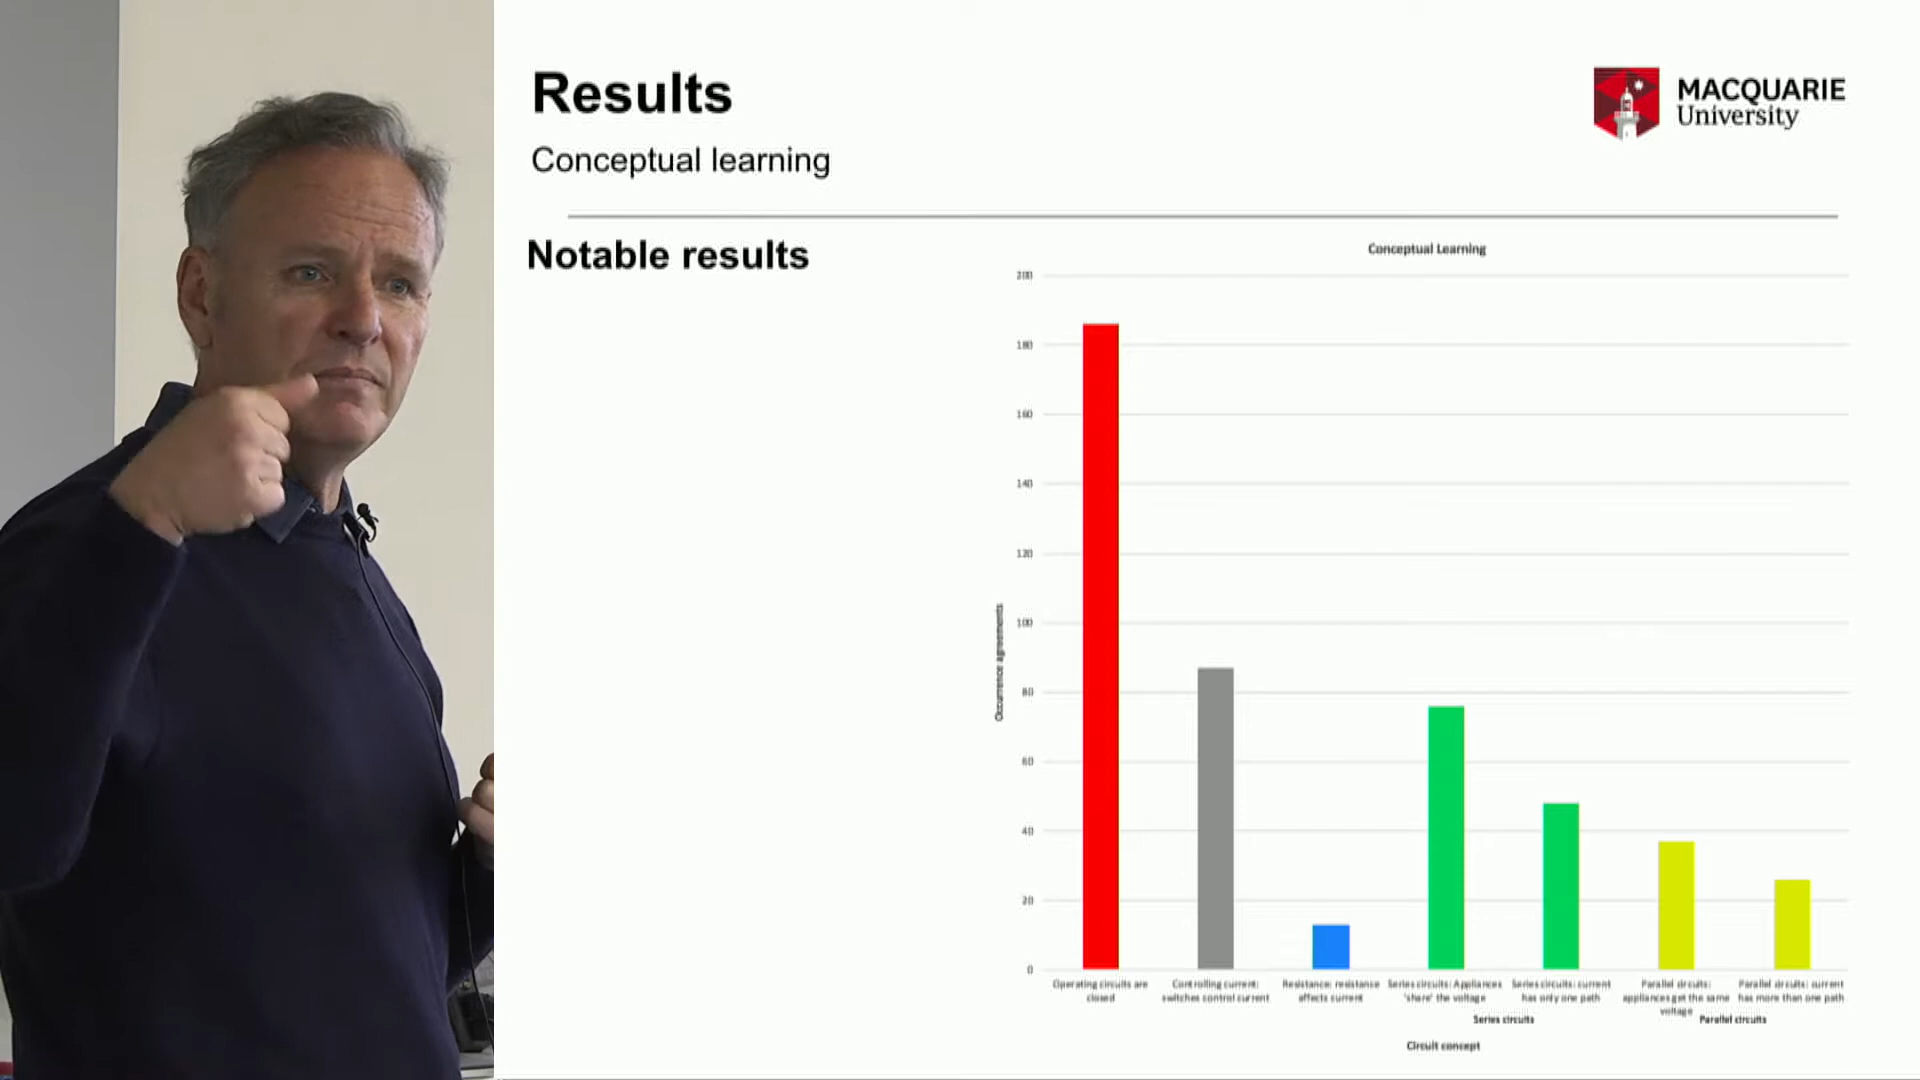 Results
Conceptual learning
MACQUARIE
University
Notable results
Conceptual Learning
200
180
160
140
120
100
80
60
40
20
0
Occurrence agreements
Operating circuits are
closed
Controlling current:
switches control current
Resistance: resistance
affects current
Series circuits: Appliances
'share' the voltage
Series circuits: current
has only one path
Parallel circuits:
appliances get the same
voltage
Parallel circuits: current
has more than one path
Series circuits
Parallel circuits
Circuit concept